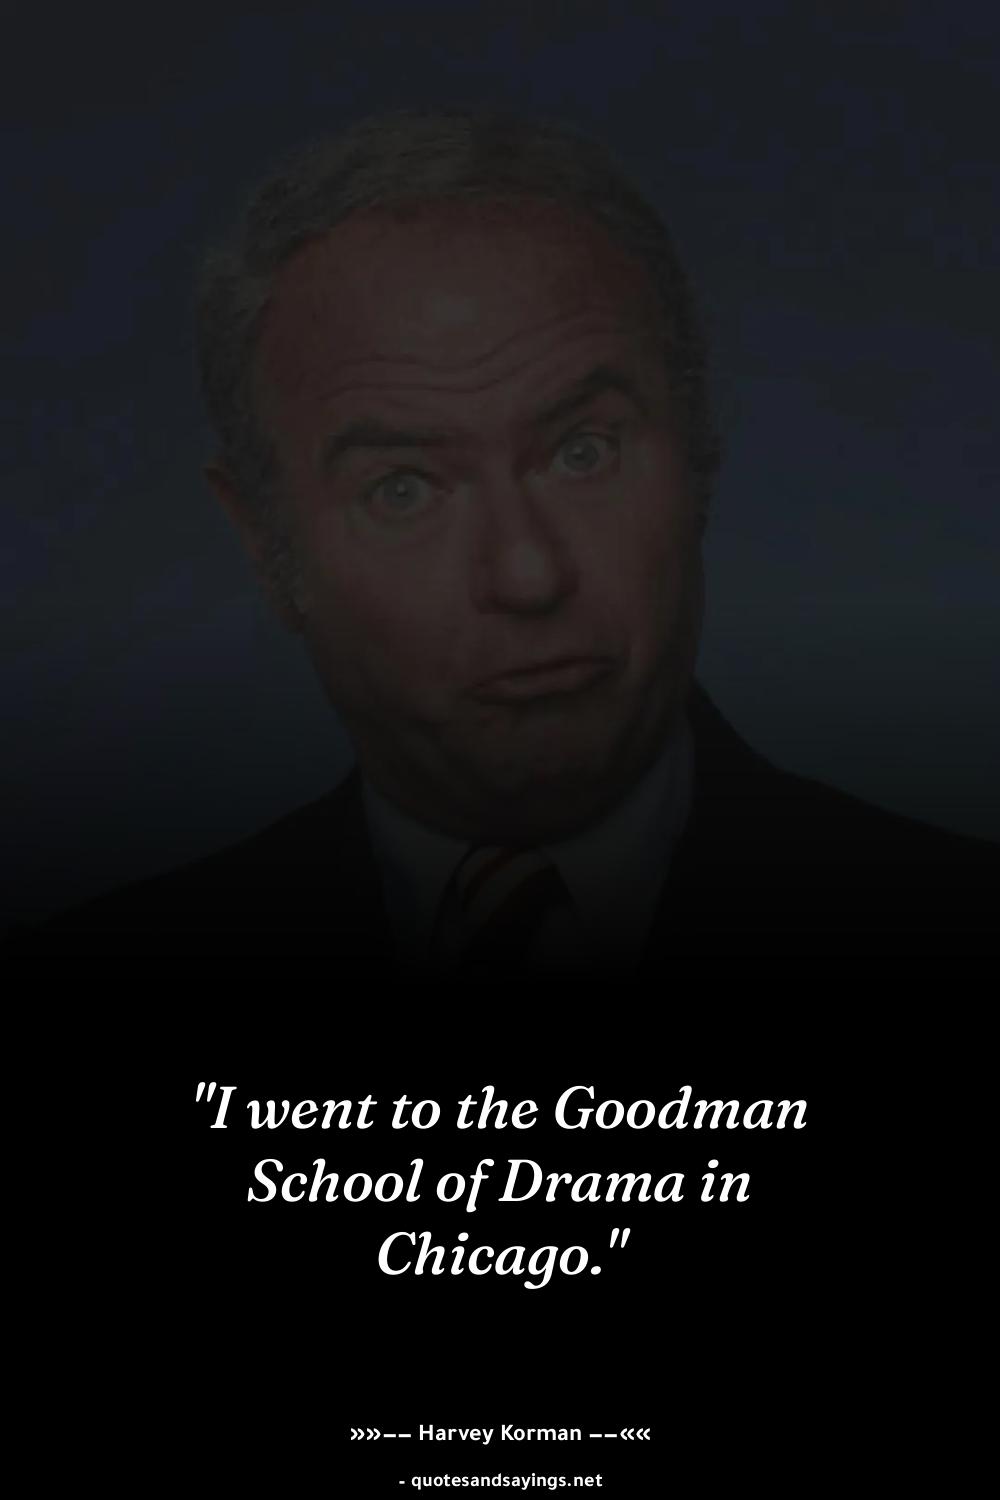 "I went to the Goodman
School of Drama in
Chicago."
»»–– Harvey Korman ––««
- quotesandsayings.net